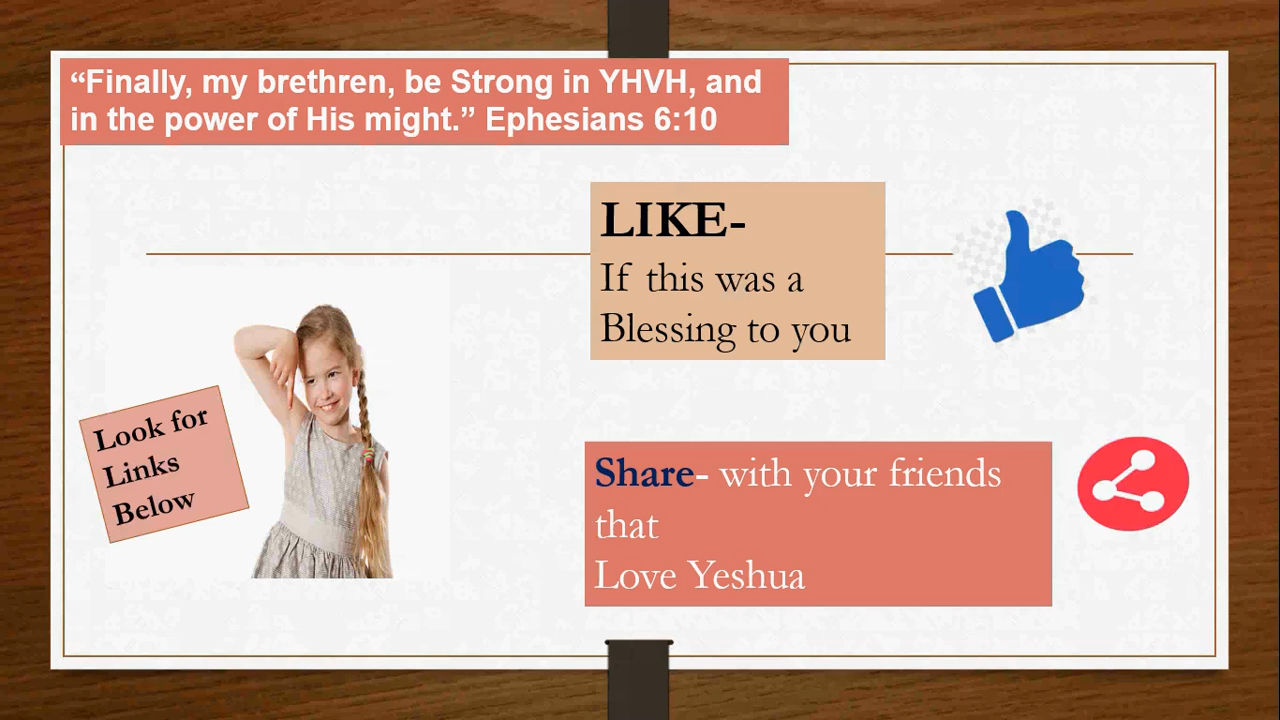 “Finally, my brethren, be Strong in YHVH, and
in the power of His might.” Ephesians 6:10
LIKE-
If this was a
Blessing to you
Look for
Links
Below
Share- with your friends
that
Love Yeshua